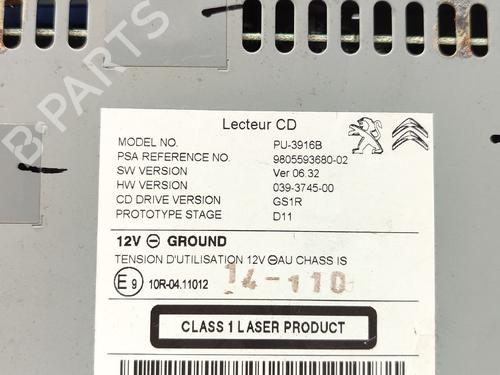 B-PARTS
Lecteur CD
MODEL NO. PU-3916B
PSA REFERENCE NO. 9805593680-02
SW VERSION Ver 06.32
HW VERSION 039-3745-00
CD DRIVE VERSION GS1R
PROTOTYPE STAGE D11
12V ⊖ GROUND
TENSION D'UTILISATION 12V ⊖AU CHASS IS
E9 10R-04.11012 14-110
CLASS 1 LASER PRODUCT